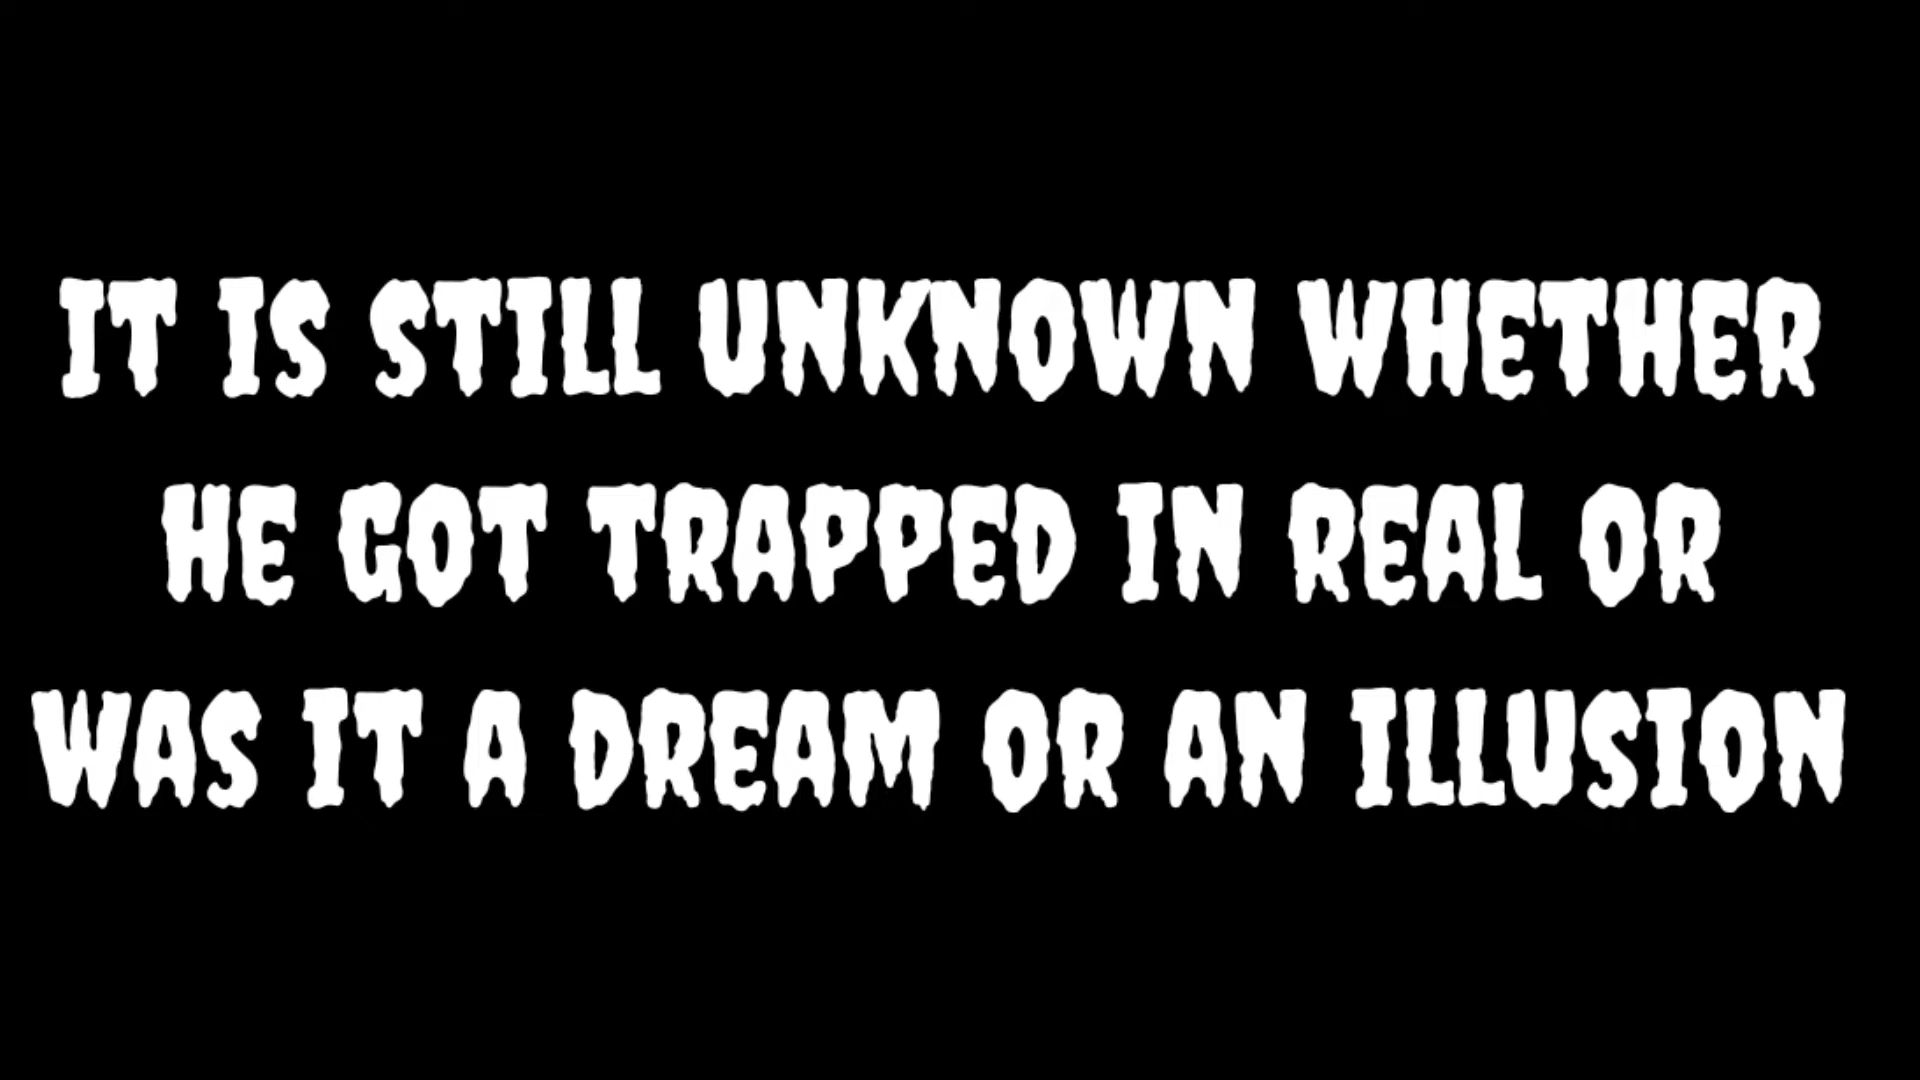 IT IS STILL UNKNOWN WHETHER
HE GOT TRAPPED IN REAL OR
WAS IT A DREAM OR AN ILLUSION